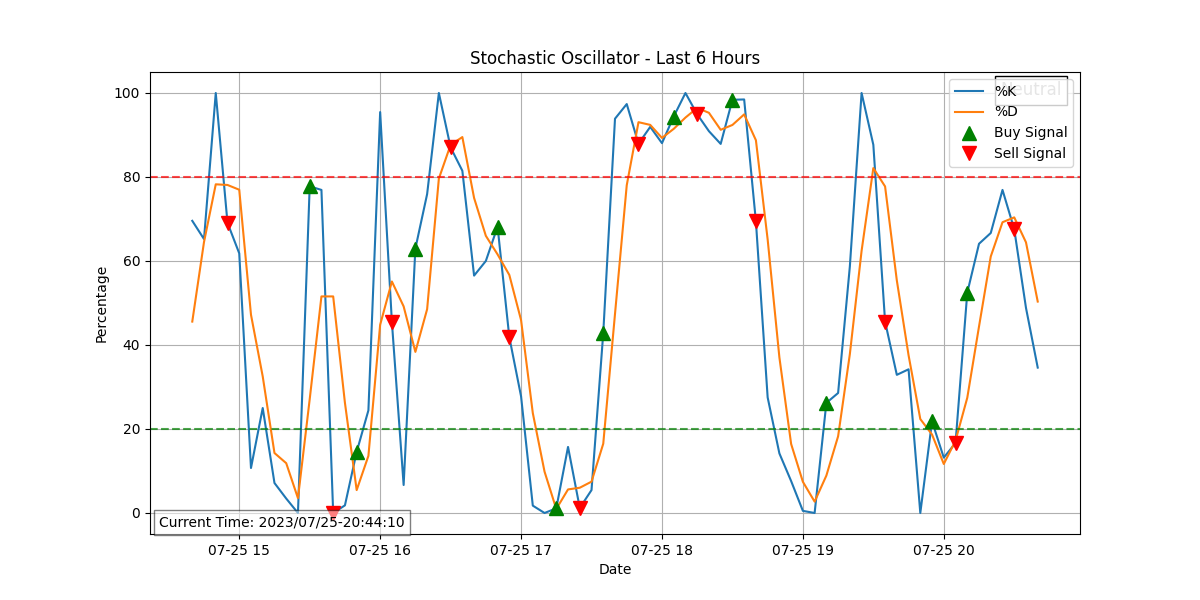 Stochastic Oscillator - Last 6 Hours
Neutral
%K
%D
Buy Signal
Sell Signal
100
80
60
40
20
0
Percentage
Current Time: 2023/07/25-20:44:10
07-25 15
07-25 16
07-25 17
07-25 18
07-25 19
07-25 20
Date